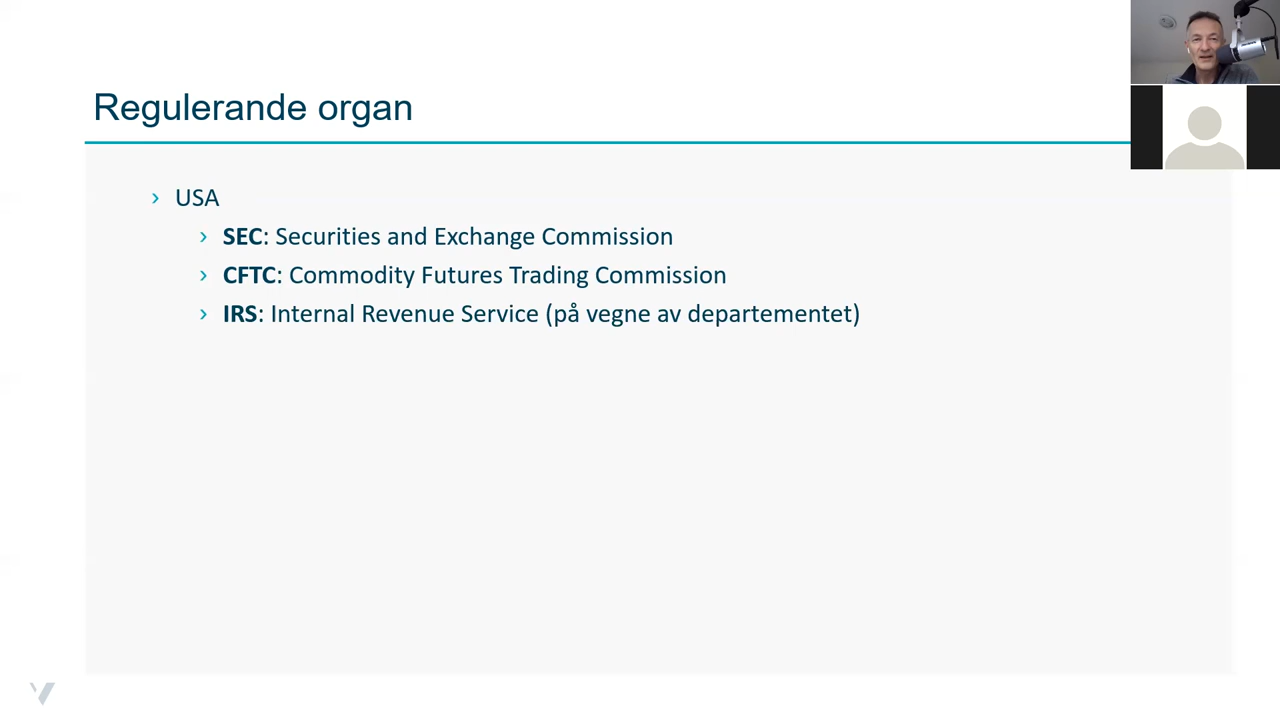 Regulerande organ
USA
SEC: Securities and Exchange Commission
CFTC: Commodity Futures Trading Commission
IRS: Internal Revenue Service (på vegne av departementet)